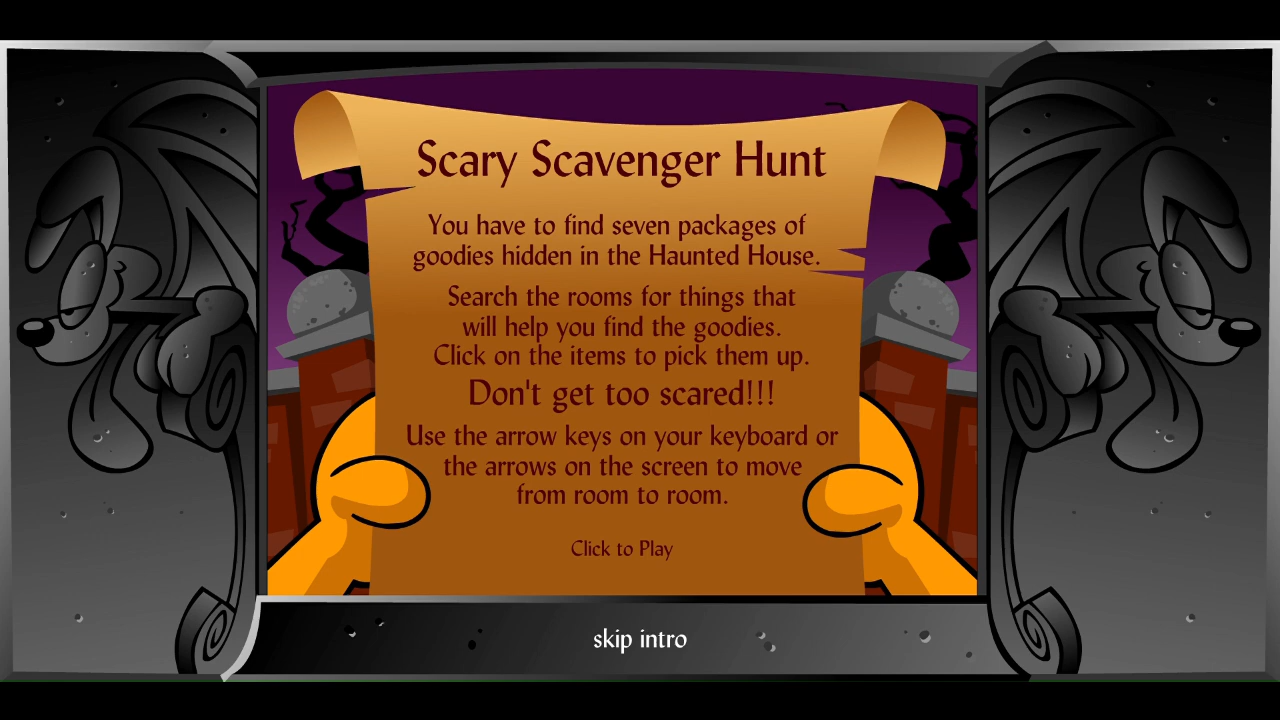 Scary Scavenger Hunt
You have to find seven packages of
goodies hidden in the Haunted House.
Search the rooms for things that
will help you find the goodies.
Click on the items to pick them up.
Don't get too scared!!!
Use the arrow keys on your keyboard or
the arrows on the screen to move
from room to room.
Click to Play
skip intro